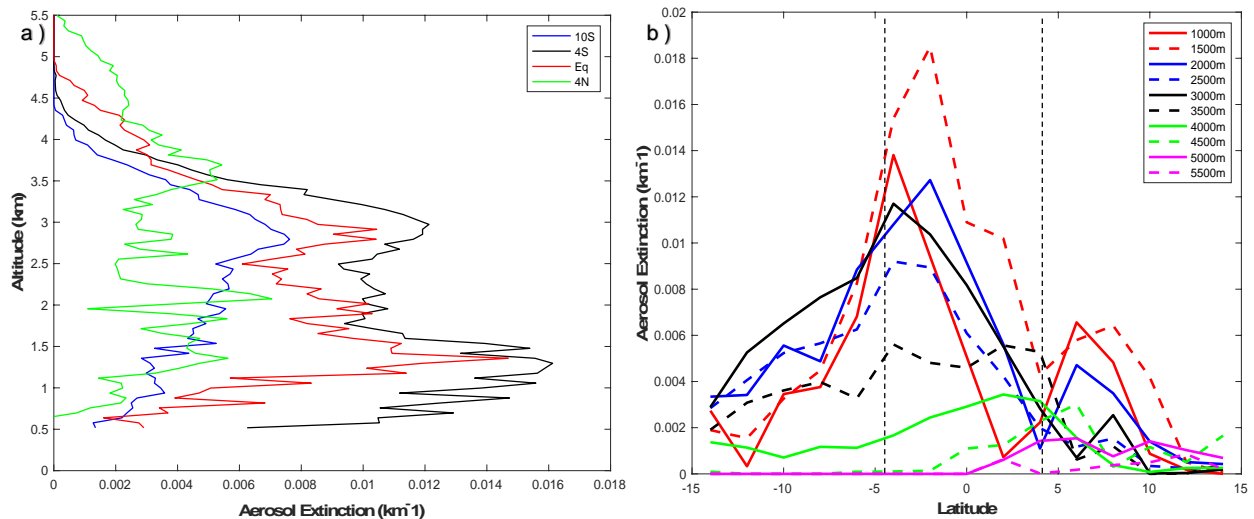 a )
5.5
5
4.5
4
3.5
3
2.5
2
1.5
1
0.5
0
Altitude (km)
0 0.002 0.004 0.006 0.008 0.01 0.012 0.014 0.016 0.018
Aerosol Extinction (km-1)
10S
4S
Eq
4N
b )
0.02
0.018
0.016
0.014
0.012
0.01
0.008
0.006
0.004
0.002
0
Aerosol Extinction (km-1)
-15 -10 -5 0 5 10 15
Latitude
1000m
1500m
2000m
2500m
3000m
3500m
4000m
4500m
5000m
5500m